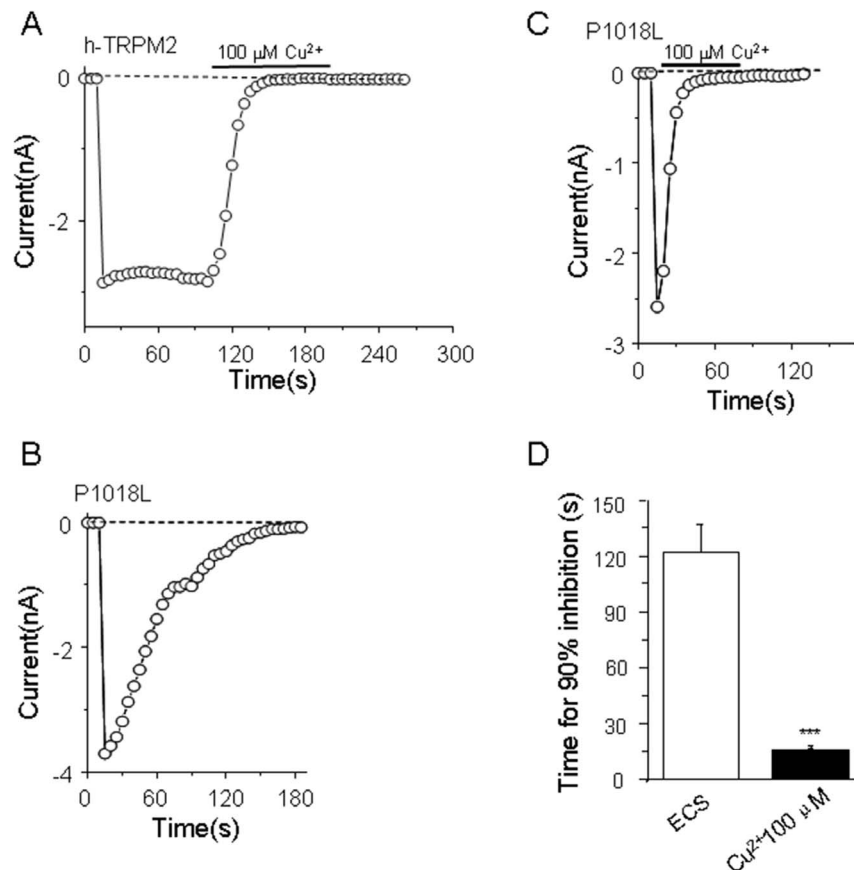 A
h-TRPM2
100 μM Cu²⁺
0
-2
Current(nA)
0 60 120 180 240 300
Time(s)
C
P1018L
100 μM Cu²⁺
0
-1
-2
-3
Current(nA)
0 60 120
Time(s)
B
P1018L
0
-2
-4
Current(nA)
0 60 120 180
Time(s)
D
150
120
90
60
30
0
Time for 90% inhibition (s)
***
ECS
Cu²⁺100 μM